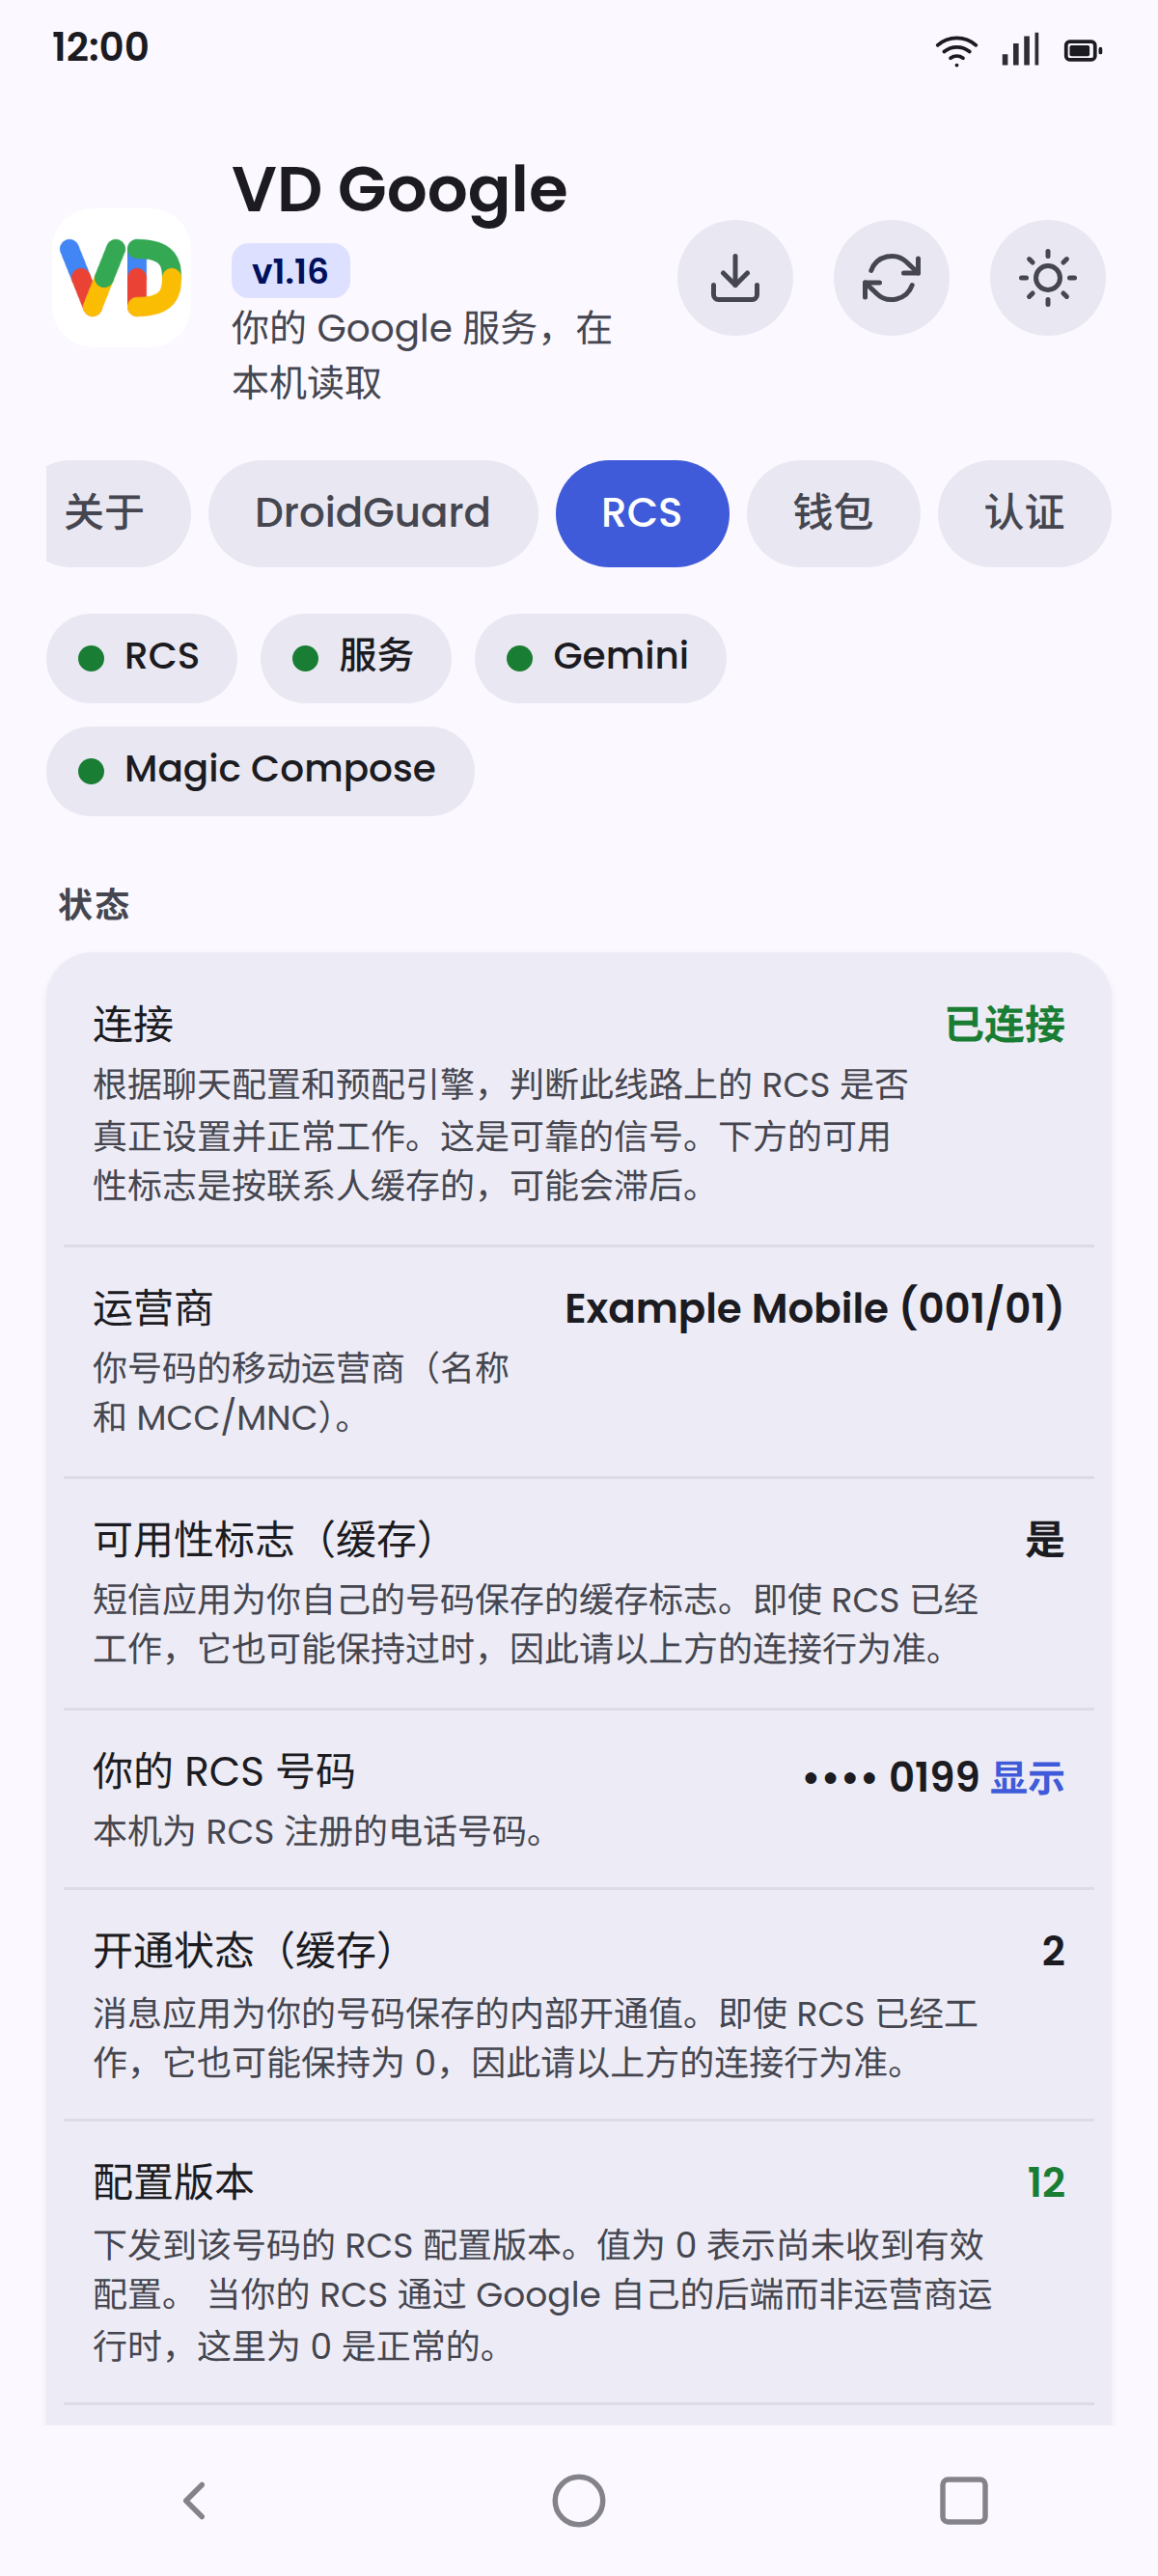 12:00
VD
VD Google
v1.16
你的 Google 服务，在
本机读取
关于
DroidGuard
RCS
钱包
认证
RCS
服务
Gemini
Magic Compose
状态
连接
已连接
根据聊天配置和预配引擎，判断此线路上的 RCS 是否
真正设置并正常工作。这是可靠的信号。下方的可用
性标志是按联系人缓存的，可能会滞后。
运营商
Example Mobile (001/01)
你号码的移动运营商（名称
和 MCC/MNC）。
可用性标志（缓存）
是
短信应用为你自己的号码保存的缓存标志。即使 RCS 已经
工作，它也可能保持过时，因此请以上方的连接行为准。
你的 RCS 号码
•••• 0199 显示
本机为 RCS 注册的电话号码。
开通状态（缓存）
2
消息应用为你的号码保存的内部开通值。即使 RCS 已经工
作，它也可能保持为 0，因此请以上方的连接行为准。
配置版本
12
下发到该号码的 RCS 配置版本。值为 0 表示尚未收到有效
配置。 当你的 RCS 通过 Google 自己的后端而非运营商运
行时，这里为 0 是正常的。